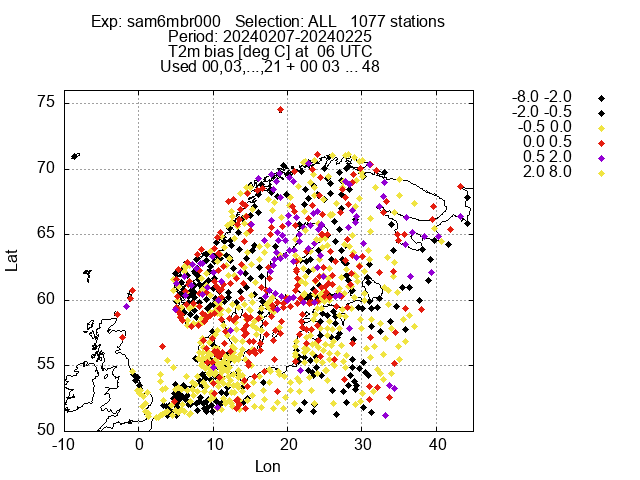 Exp: sam6mbr000 Selection: ALL 1077 stations
Period: 20240207-20240225
T2m bias [deg C] at 06 UTC
Used 00,03,...,21 + 00 03 ... 48
-8.0 -2.0
-2.0 -0.5
-0.5 0.0
0.0 0.5
0.5 2.0
2.0 8.0
75
70
65
60
55
50
Lat
-10 0 10 20 30 40
Lon